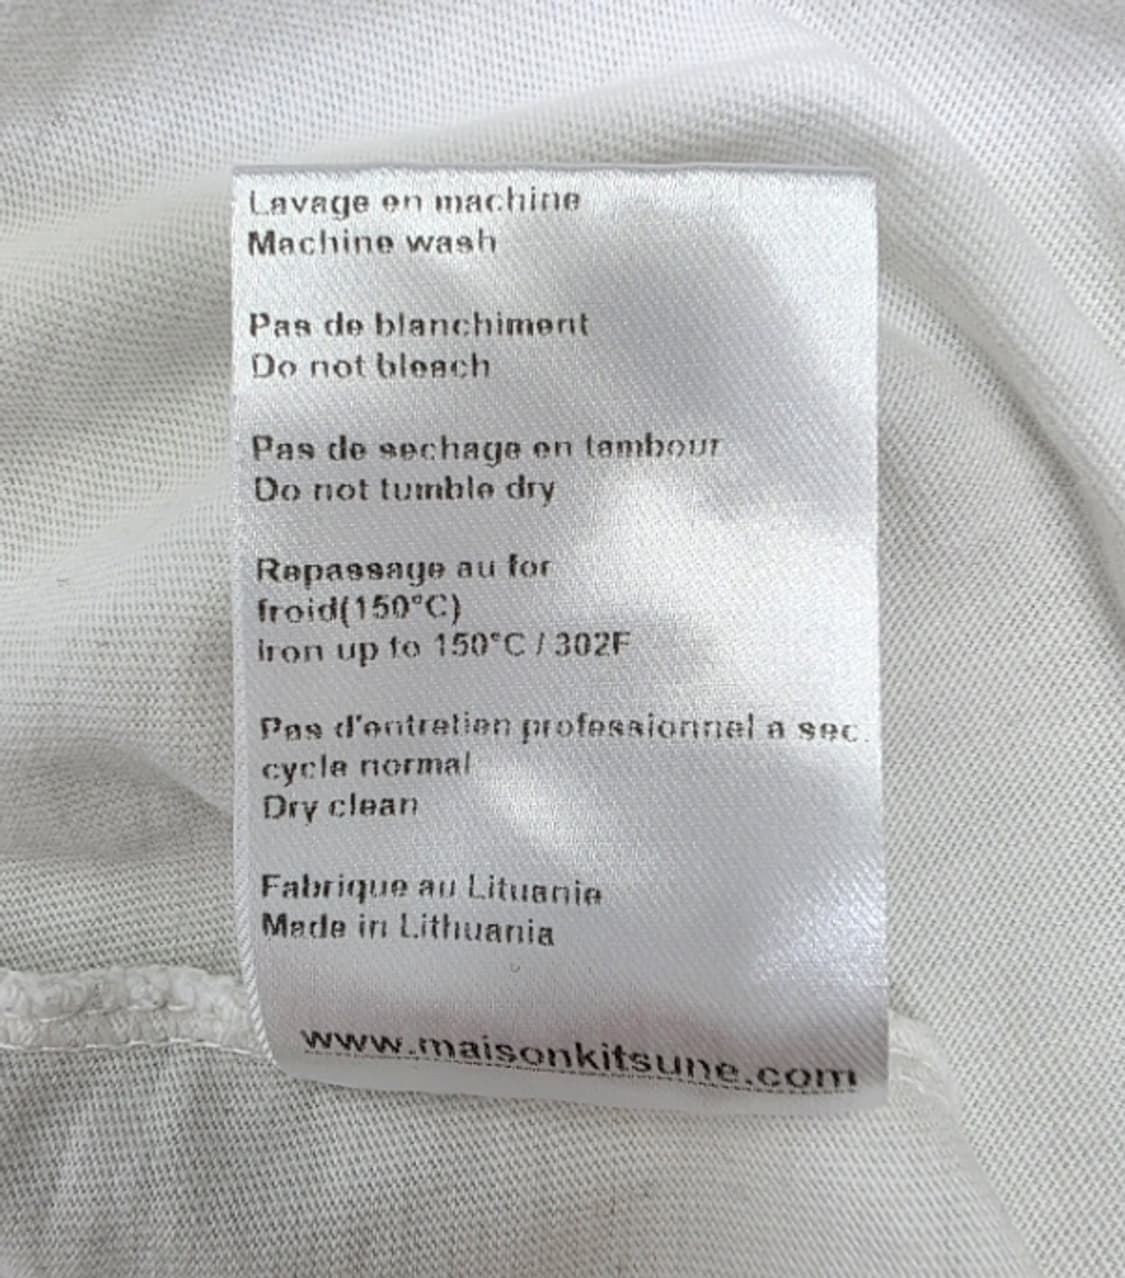 Lavage en machine
Machine wash
Pas de blanchiment
Do not bleach
Pas de sechage en tambour
Do not tumble dry
Repassage au for
froid(150°C)
Iron up to 150°C / 302F
Pas d'entretien professionnel a sec.
cycle normal
Dry clean
Fabrique au Lituanie
Made in Lithuania
www.maisonkitsune.com